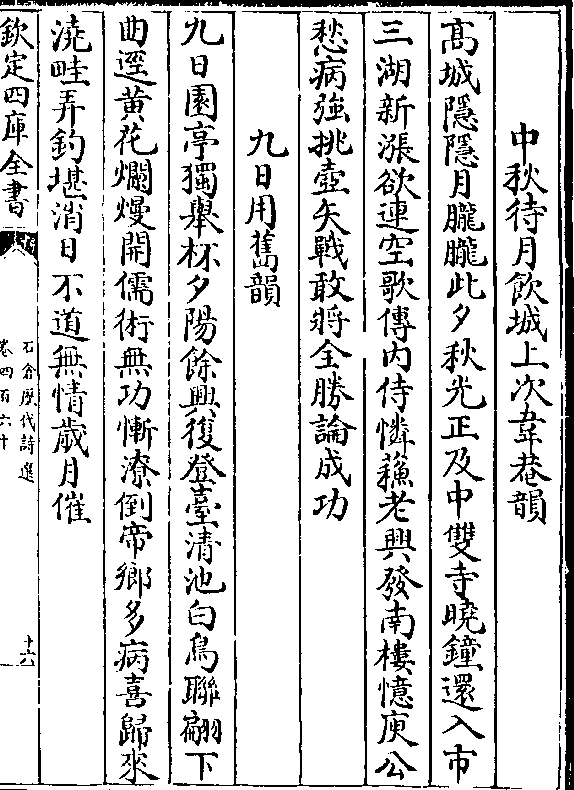 中秋待月飲城上次韋菴韻
髙城隱隱月朧朧此夕秋光正及中雙寺曉鐘還入市
三湖新漲欲連空歌傳内侍憐蘓老興發南樓憶庾公
愁病強挑壺矢戰敢將全勝論成功
九日用舊韻
九日園亭獨舉杯夕陽餘興復登臺清池白鳥聯翩下
曲逕黄花爛熳開儒術無功慚潦倒帝鄉多病喜歸來
澆畦弄釣堪消日不道無情歲月催
欽定四庫全書
石倉歷代詩選
卷四百六十
十六